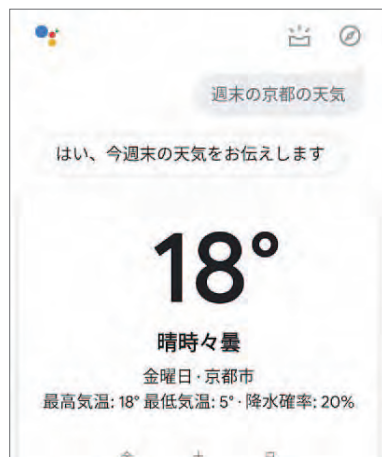 週末の京都の天気
はい、今週末の天気をお伝えします
18°
晴時々曇
金曜日·京都市
最高気温: 18° 最低気温: 5°·降水確率: 20%